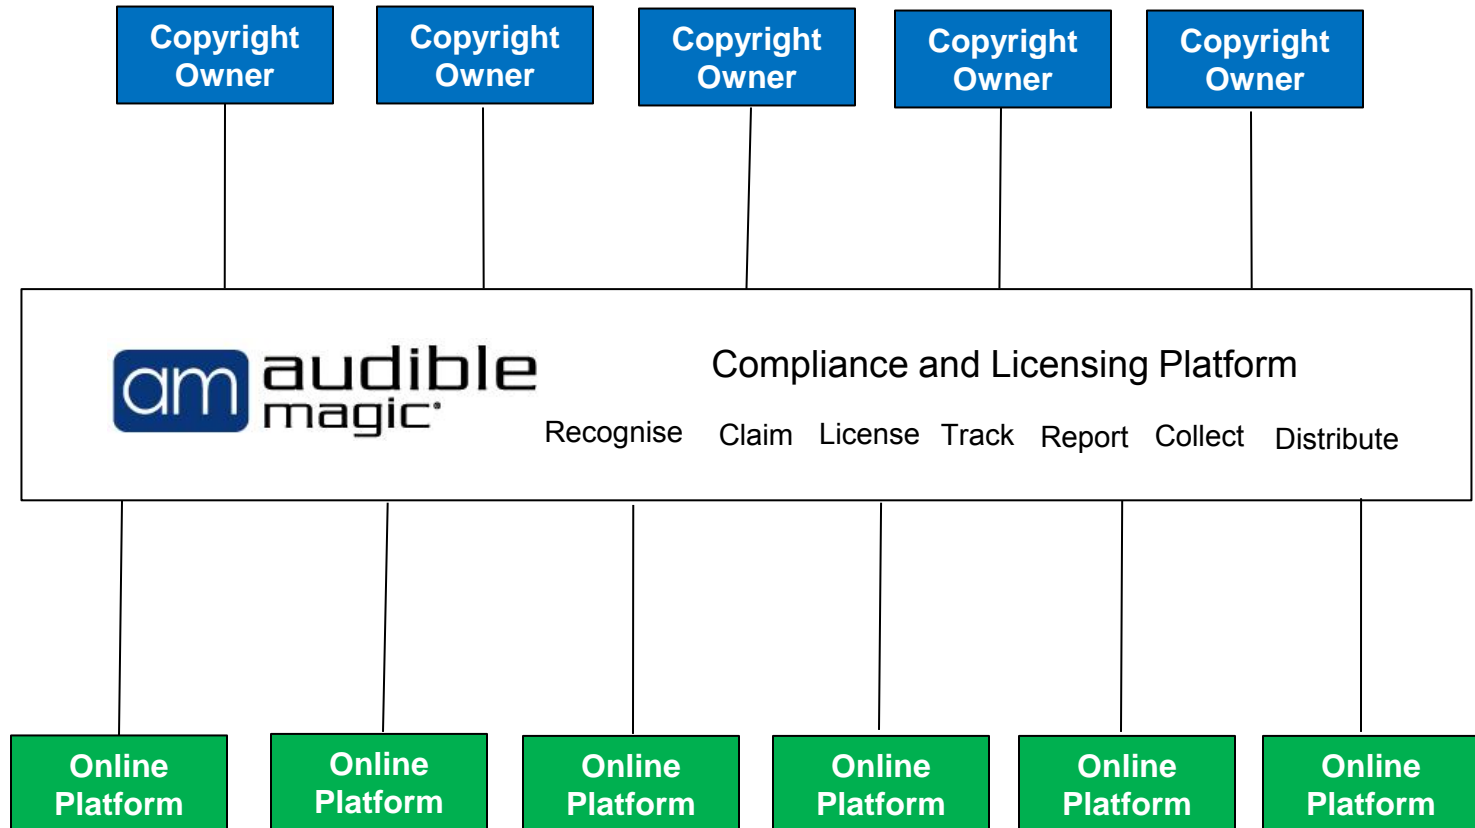 Copyright
Owner
Copyright
Owner
Copyright
Owner
Copyright
Owner
Copyright
Owner
am audible
magic®
Compliance and Licensing Platform
Recognise Claim License Track Report Collect Distribute
Online
Platform
Online
Platform
Online
Platform
Online
Platform
Online
Platform
Online
Platform